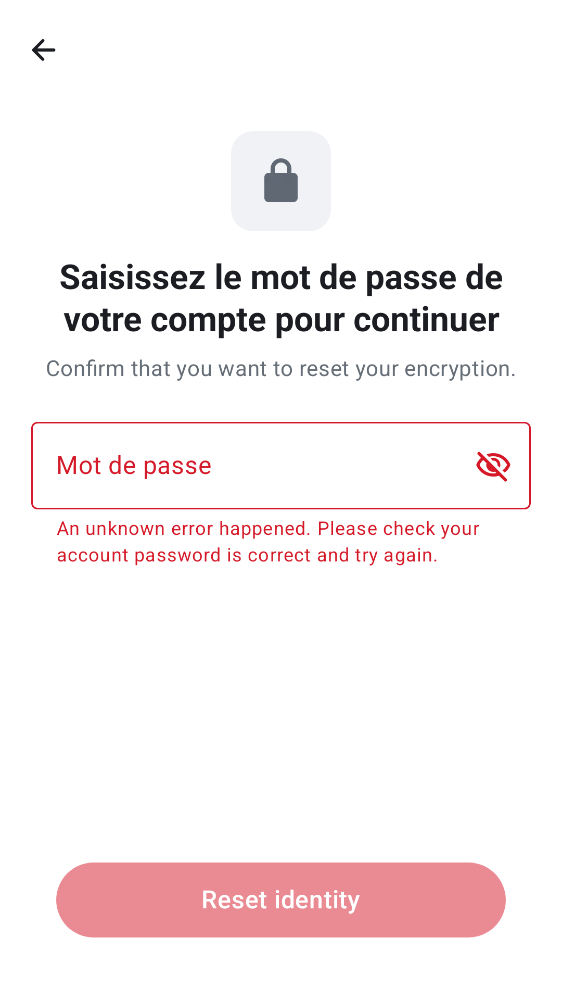 Saisissez le mot de passe de
votre compte pour continuer
Confirm that you want to reset your encryption.
Mot de passe
An unknown error happened. Please check your
account password is correct and try again.
Reset identity